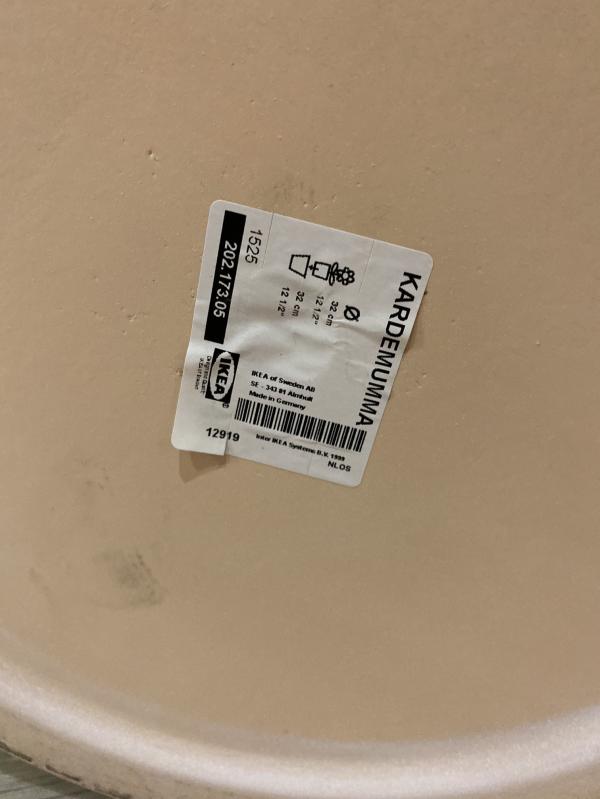 KARDEMUMMA
Ø
32 cm
12 1/2"
32 cm
12 1/2"
1525
202.173.05
IKEA®
IKEA of Sweden AB
SE - 343 81 Älmhult
Made in Germany
12919
Inter IKEA Systems B.V. 1999
NLOS